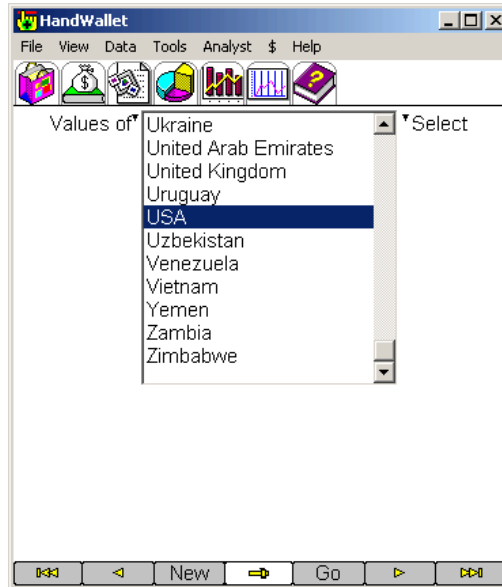 HandWallet
File View Data Tools Analyst $ Help
$ ?
Values of Ukraine Select
United Arab Emirates
United Kingdom
Uruguay
USA
Uzbekistan
Venezuela
Vietnam
Yemen
Zambia
Zimbabwe
New Go